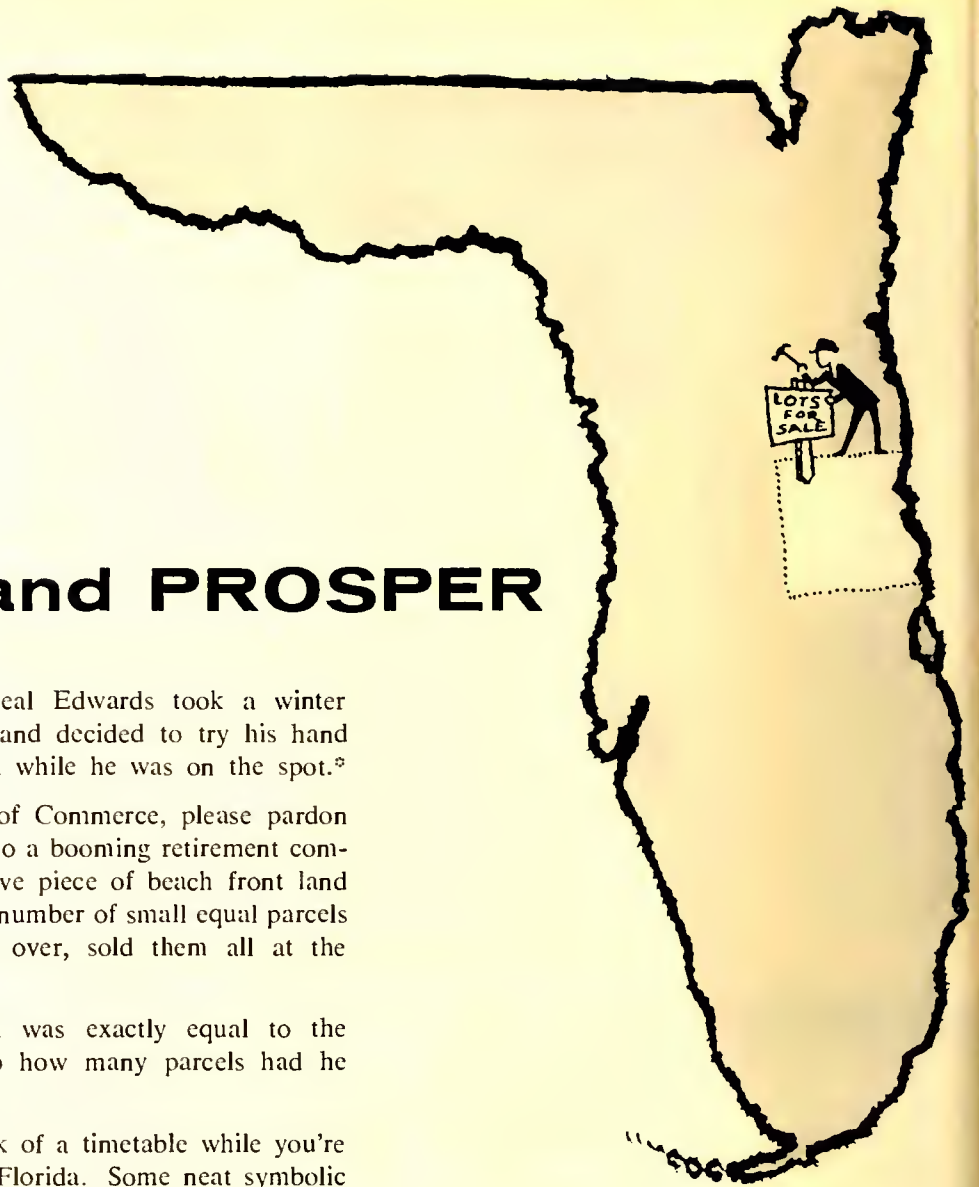 LOTS
FOR
SALE
and PROSPER
eal Edwards took a winter
and decided to try his hand
while he was on the spot.*
of Commerce, please pardon
o a booming retirement com-
ve piece of beach front land
number of small equal parcels
over, sold them all at the
was exactly equal to the
how many parcels had he
of a timetable while you're
Florida. Some neat symbolic